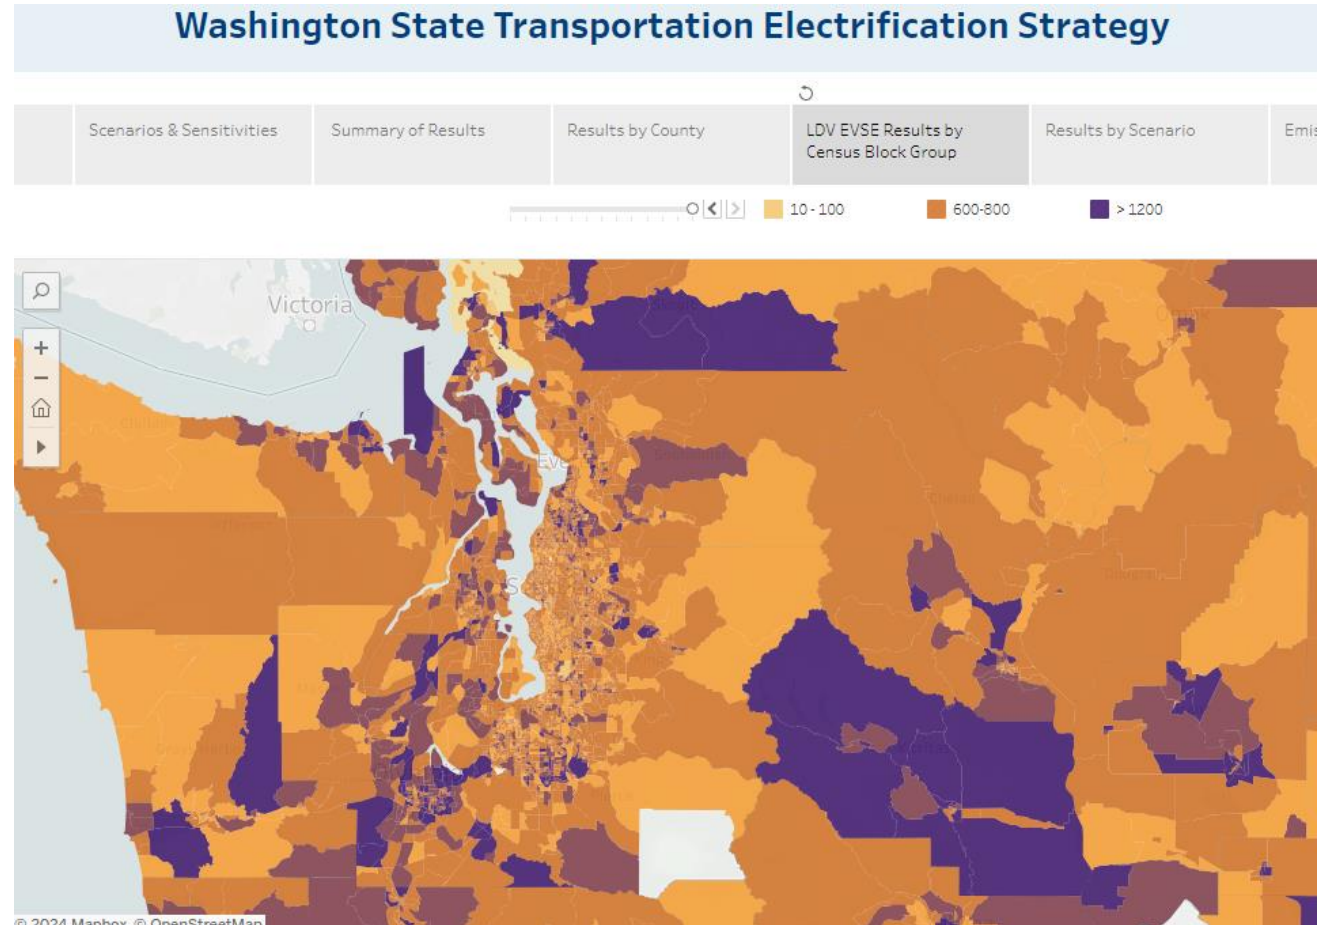 Washington State Transportation Electrification Strategy
Scenarios & Sensitivities
Summary of Results
Results by County
LDV EVSE Results by
Census Block Group
Results by Scenario
Emis
10 - 100
600-800
> 1200
Victoria
© 2024 Mapbox © OpenStreetMap